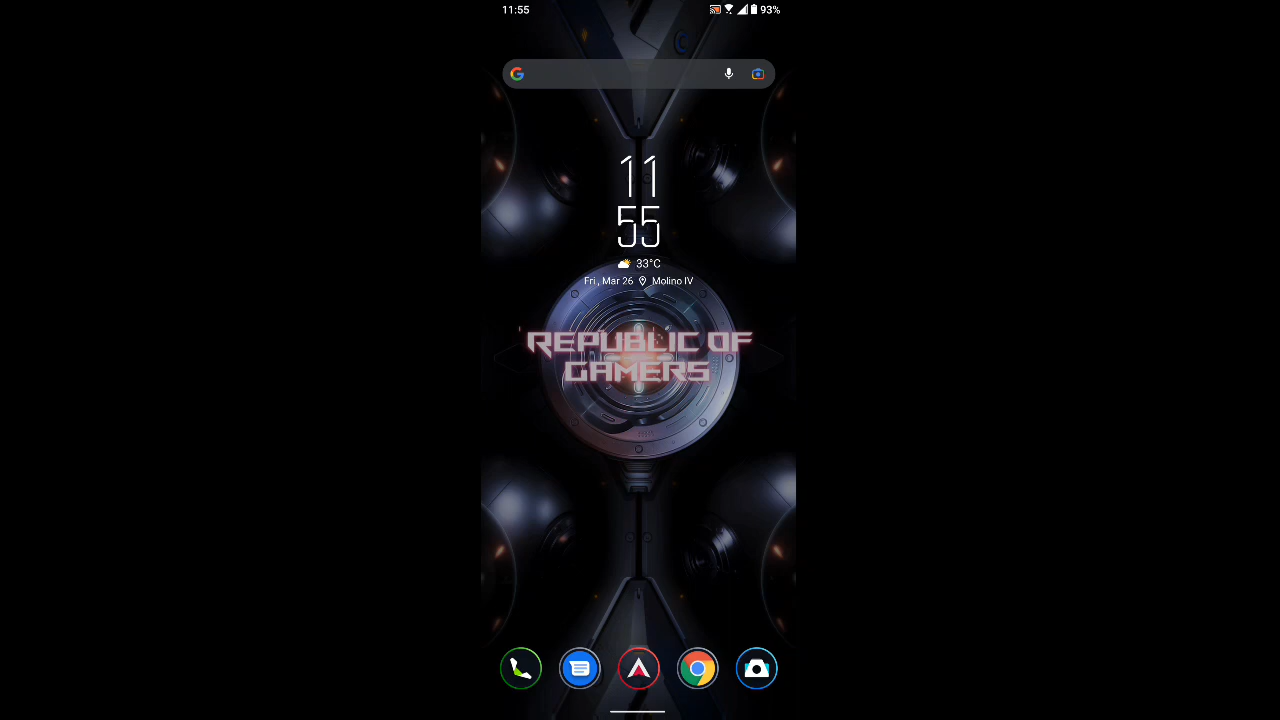 11:55
93%
11
55
33°C
Fri, Mar 26 Molino IV
REPUBLIC OF
GAMERS